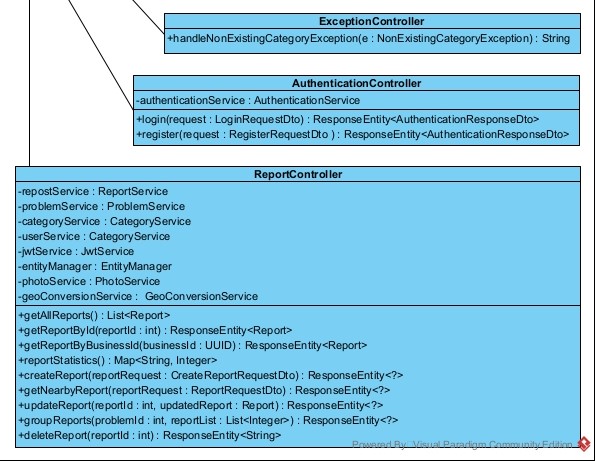 ExceptionController
+handleNonExistingCategoryException(e : NonExistingCategoryException) : String
AuthenticationController
-authenticationService : AuthenticationService
+login(request : LoginRequestDto) : ResponseEntity<AuthenticationResponseDto>
+register(request : RegisterRequestDto ) : ResponseEntity<AuthenticationResponseDto>
ReportController
-repostService : ReportService
-problemService : ProblemService
-categoryService : CategoryService
-userService : CategoryService
-jwtService : JwtService
-entityManager : EntityManager
-photoService : PhotoService
-geoConversionService :  GeoConversionService
+getAllReports() : List<Report>
+getReportById(reportId : int) : ResponseEntity<Report>
+getReportByBusinessId(businessId : UUID) : ResponseEntity<Report>
+reportStatistics() : Map<String, Integer>
+createReport(reportRequest : CreateReportRequestDto) : ResponseEntity<?>
+getNearbyReport(reportRequest : ReportRequestDto) : ResponseEntity<?>
+updateReport(reportId : int, updatedReport : Report) : ResponseEntity<?>
+groupReports(problemId : int, reportList : List<Integer>) : ResponseEntity<?>
+deleteReport(reportId : int) : ResponseEntity<String>
Powered By  Visual Paradigm Community Edition